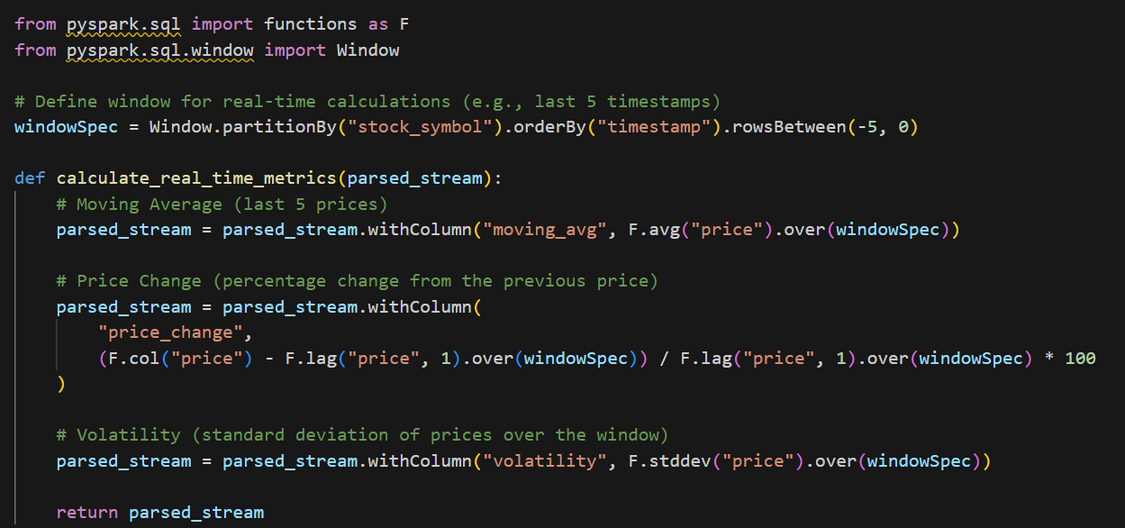 from pyspark.sql import functions as F
from pyspark.sql.window import Window
# Define window for real-time calculations (e.g., last 5 timestamps)
windowSpec = Window.partitionBy("stock_symbol").orderBy("timestamp").rowsBetween(-5, 0)
def calculate_real_time_metrics(parsed_stream):
    # Moving Average (last 5 prices)
    parsed_stream = parsed_stream.withColumn("moving_avg", F.avg("price").over(windowSpec))
    # Price Change (percentage change from the previous price)
    parsed_stream = parsed_stream.withColumn(
        "price_change",
        (F.col("price") - F.lag("price", 1).over(windowSpec)) / F.lag("price", 1).over(windowSpec) * 100
    )
    # Volatility (standard deviation of prices over the window)
    parsed_stream = parsed_stream.withColumn("volatility", F.stddev("price").over(windowSpec))
    return parsed_stream